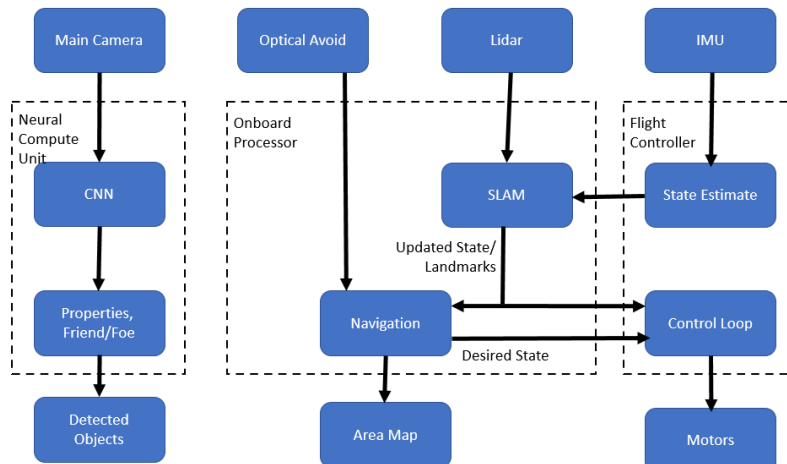 Main Camera
Optical Avoid
Lidar
IMU
Neural
Compute
Unit
Onboard
Processor
Flight
Controller
CNN
SLAM
State Estimate
Updated State/
Landmarks
Properties,
Friend/Foe
Navigation
Control Loop
Desired State
Detected
Objects
Area Map
Motors